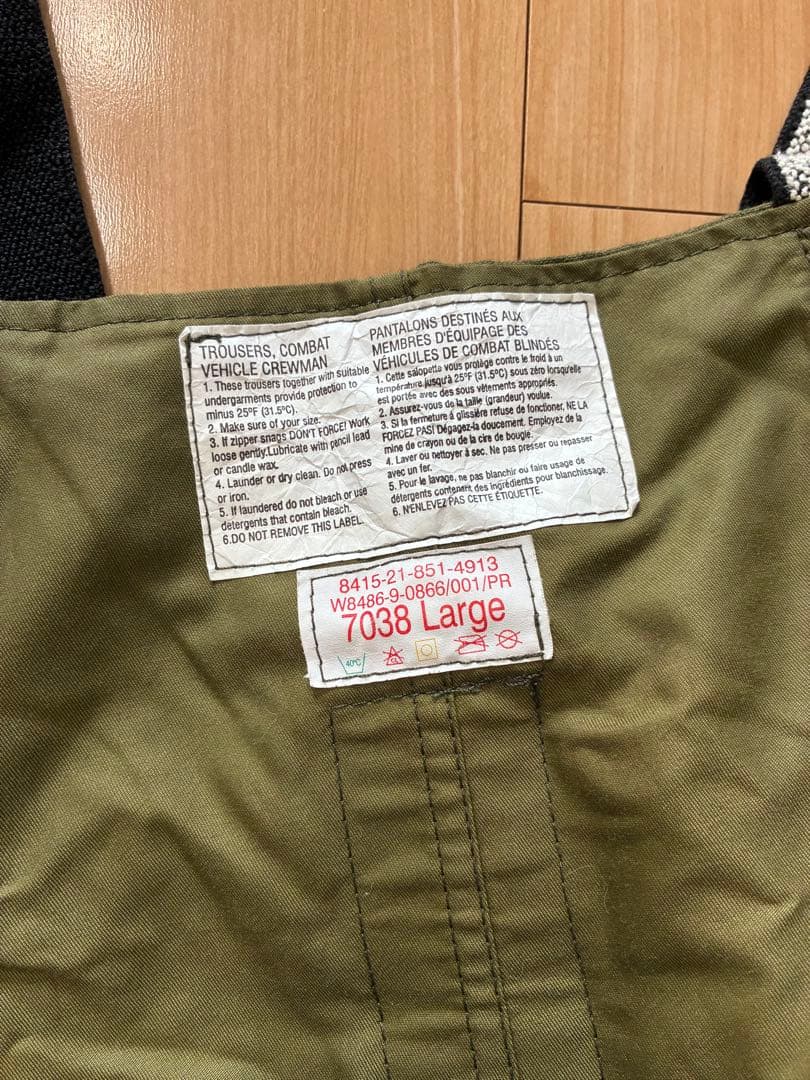 TROUSERS, COMBAT
VEHICLE CREWMAN
1. These trousers together with suitable
undergarments provide protection to
minus 25°F (31.5°C).
2. Make sure of your size.
3. If zipper snags DON'T FORCE! Work
loose gently.Lubricate with pencil lead
or candle wax.
4. Launder or dry clean. Do not press
or iron.
5. If laundered do not bleach or use
detergents that contain bleach.
6.DO NOT REMOVE THIS LABEL.
PANTALONS DESTINÉS AUX
MEMBRES D'ÉQUIPAGE DES
VÉHICULES DE COMBAT BLINDÉS
1. Cette salopette vous protège contre le froid à un
température jusqu'à 25°F (31.5°C) sous zéro lorsqu'elle
est portée avec des sous vêtements appropriés.
2. Assurez-vous de la taille (grandeur) voulue.
3. Si la fermeture à glissière refuse de fonctioner, NE LA
FORCEZ PAS! Dégagez-la doucement. Employez de la
mine de crayon ou de la cire de bougie.
4. Laver ou nettoyer à sec. Ne pas presser ou repasser
avec un fer.
5. Pour le lavage, ne pas blanchir ou faire usage de
détergents contenant des ingrédients pour blanchissage.
6. N'ENLEVEZ PAS CETTE ÉTIQUETTE.
8415-21-851-4913
W8486-9-0866/001/PR
7038 Large
40°C
CL